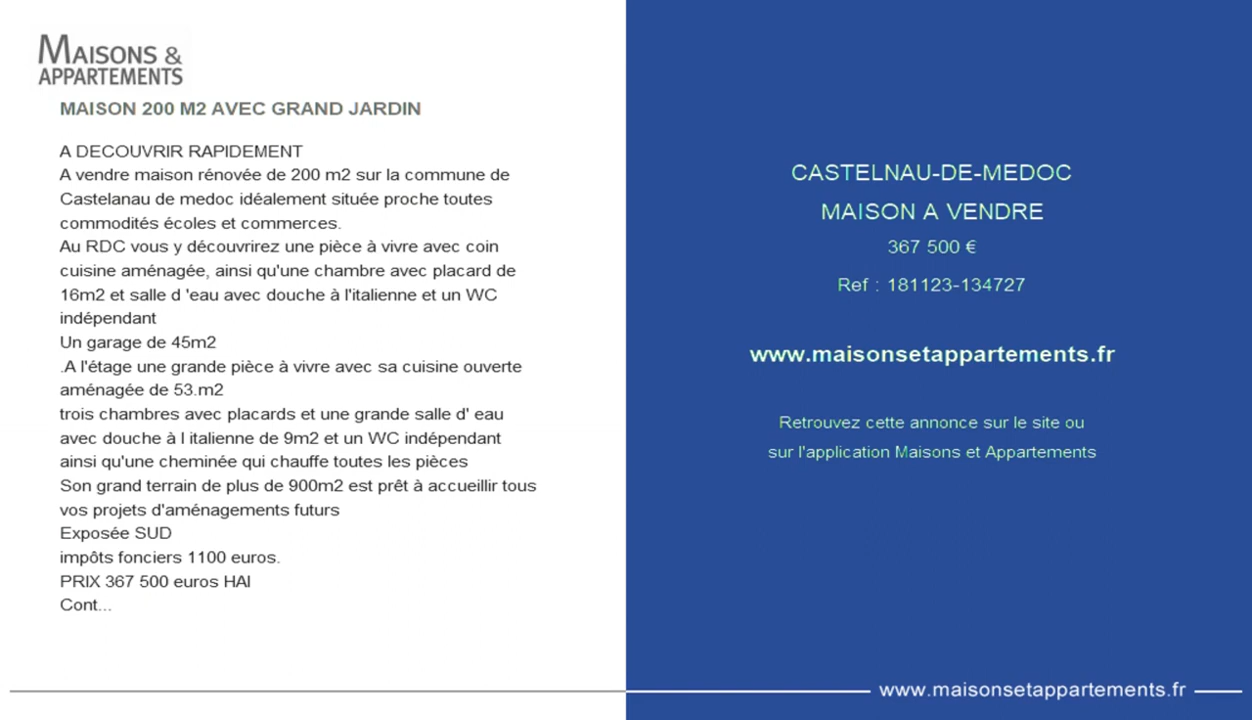 MAISONS &
APPARTEMENTS
MAISON 200 M2 AVEC GRAND JARDIN
A DECOUVRIR RAPIDEMENT
A vendre maison rénovée de 200 m2 sur la commune de
Castelanau de medoc idéalement située proche toutes
commodités écoles et commerces.
Au RDC vous y découvrirez une pièce à vivre avec coin
cuisine aménagée, ainsi qu'une chambre avec placard de
16m2 et salle d 'eau avec douche à l'italienne et un WC
indépendant
Un garage de 45m2
.A l'étage une grande pièce à vivre avec sa cuisine ouverte
aménagée de 53.m2
trois chambres avec placards et une grande salle d' eau
avec douche à l italienne de 9m2 et un WC indépendant
ainsi qu'une cheminée qui chauffe toutes les pièces
Son grand terrain de plus de 900m2 est prêt à accueillir tous
vos projets d'aménagements futurs
Exposée SUD
impôts fonciers 1100 euros.
PRIX 367 500 euros HAI
Cont...
CASTELNAU-DE-MEDOC
MAISON A VENDRE
367 500 €
Ref : 181123-134727
www.maisonsetappartements.fr
Retrouvez cette annonce sur le site ou
sur l'application Maisons et Appartements
www.maisonsetappartements.fr